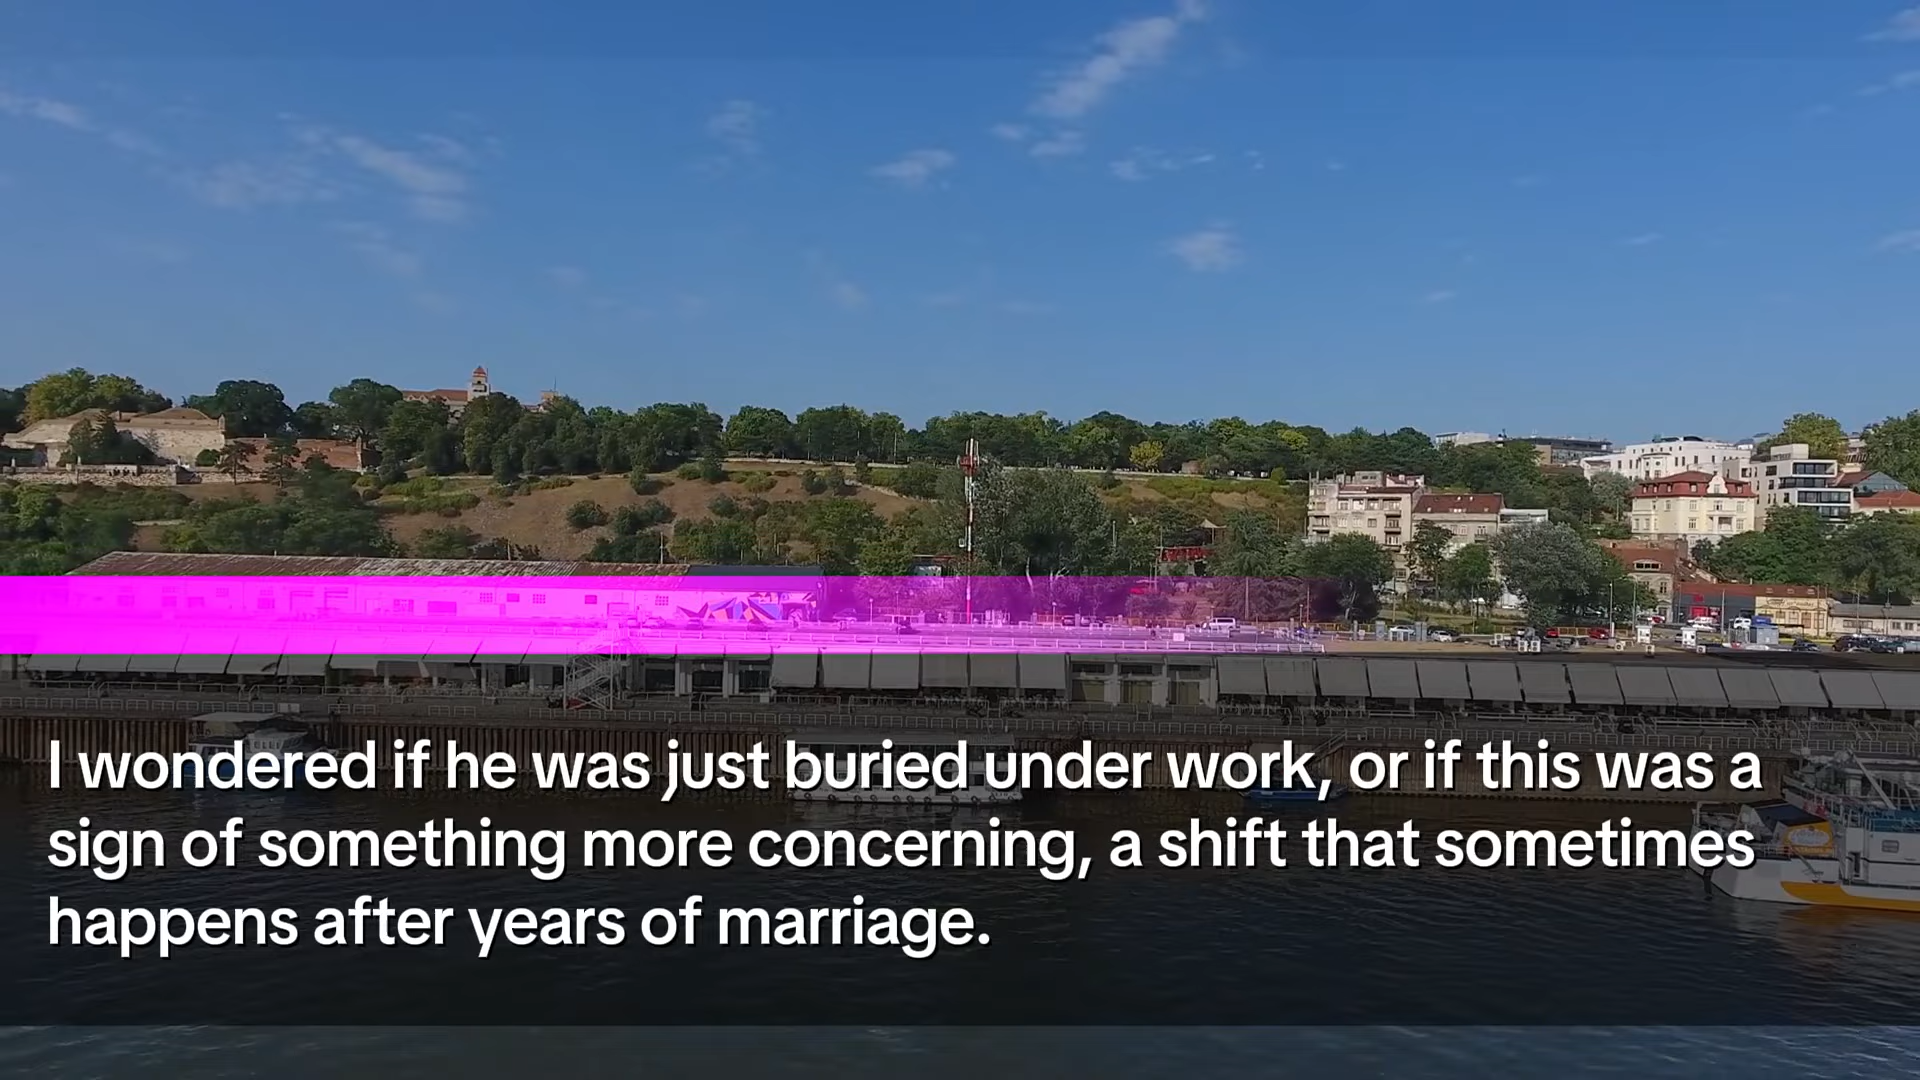 I wondered if he was just buried under work, or if this was a
sign of something more concerning, a shift that sometimes
happens after years of marriage.